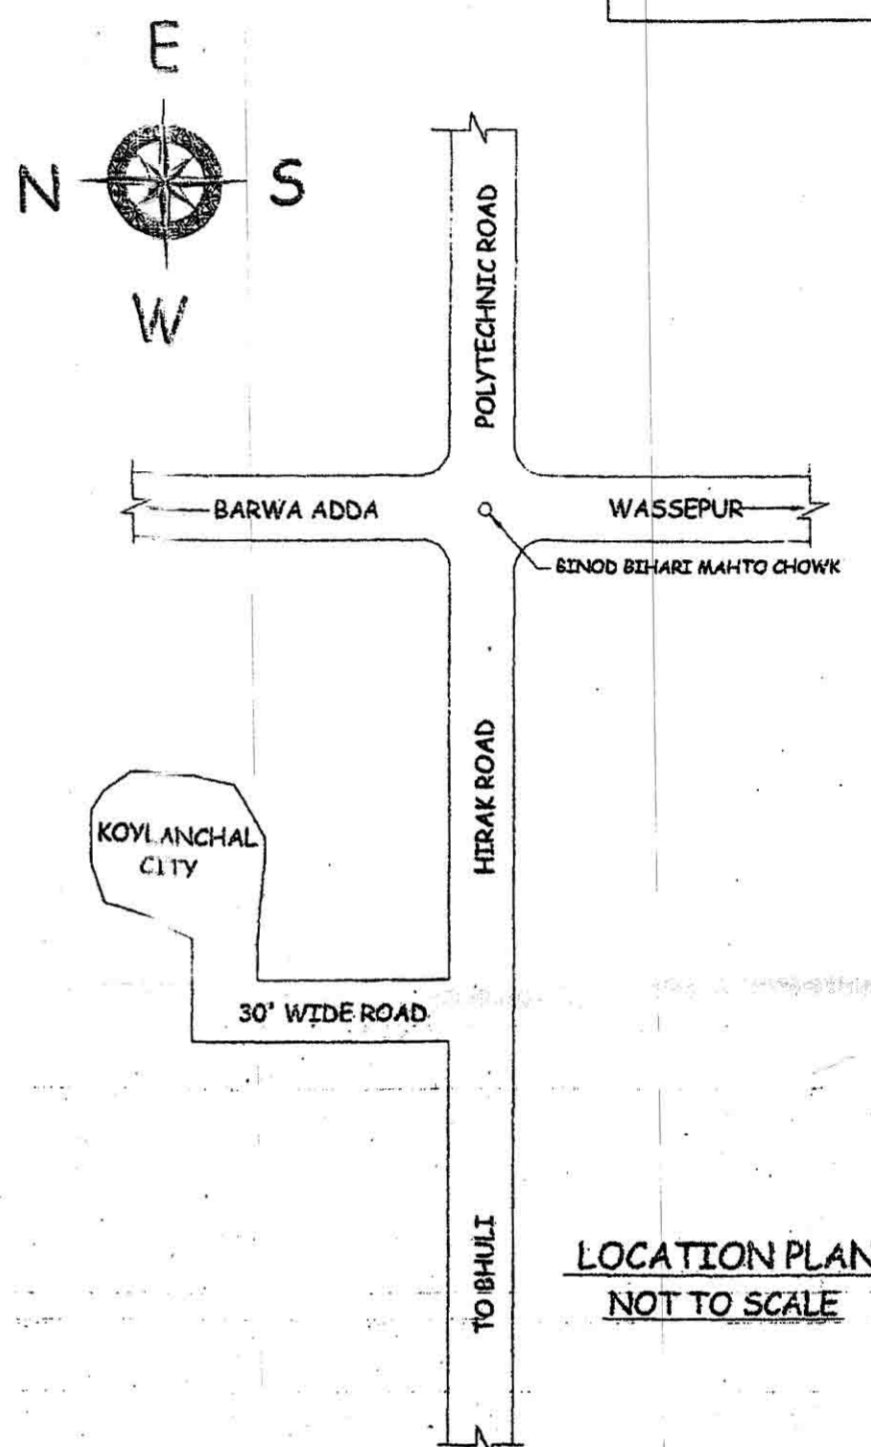 E
N
S
W
POLYTECHNIC ROAD
BARWA ADDA
WASSEPUR
BINOD BIHARI MAHTO CHOWK
HIRAK ROAD
KOYLANCHAL
CITY
30' WIDE ROAD
TO BHULI
LOCATION PLAN
NOT TO SCALE